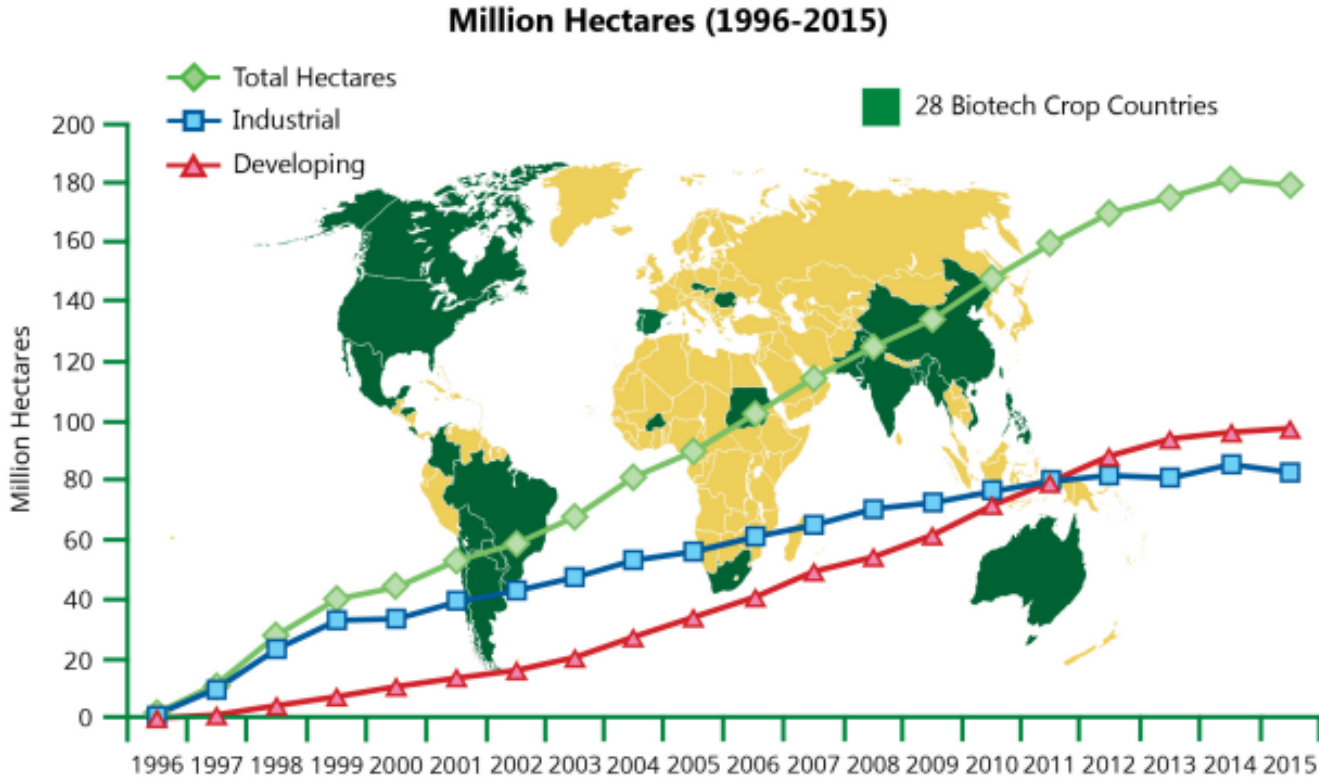 Million Hectares (1996-2015)
Total Hectares
Industrial
Developing
28 Biotech Crop Countries
Million Hectares
200
180
160
140
120
100
80
60
40
20
0
1996 1997 1998 1999 2000 2001 2002 2003 2004 2005 2006 2007 2008 2009 2010 2011 2012 2013 2014 2015